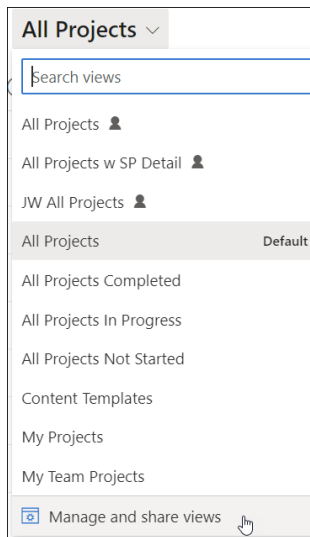 All Projects
Search views
All Projects
All Projects w SP Detail
JW All Projects
All Projects Default
All Projects Completed
All Projects In Progress
All Projects Not Started
Content Templates
My Projects
My Team Projects
Manage and share views